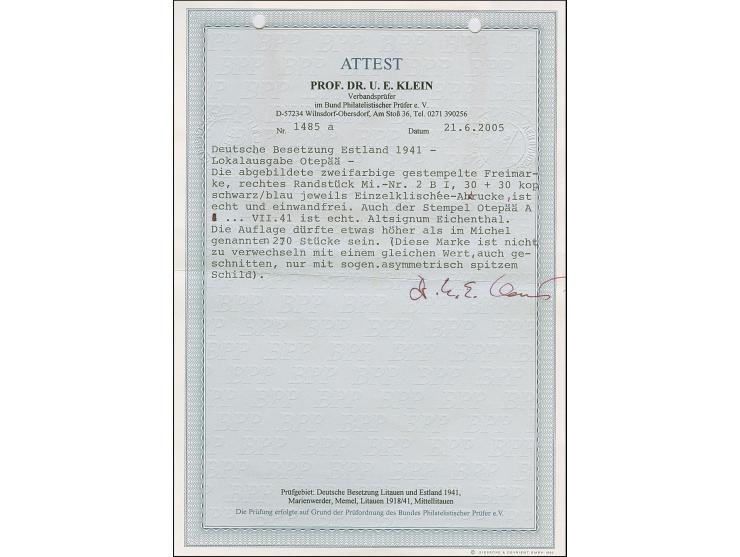 ATTEST
PROF. DR. U. E. KLEIN
Verbandsprüfer
im Bund Philatelistischer Prüfer e. V.
D-57234 Wilnsdorf-Obersdorf, Am Stoß 36, Tel. 0271 390256
Nr. 1485 a Datum 21.6.2005
Deutsche Besetzung Estland 1941 -
Lokalausgabe Otepää -
Die abgebildete zweifarbige gestempelte Freimar-
ke, rechtes Randstück Mi.-Nr. 2 B I, 30 + 30 kop
schwarz/blau jeweils Einzelklischée-Abdrucke, ist
echt und einwandfrei. Auch der Stempel Otepää A
... VII.41 ist echt. Altsignum Eichenthal.
Die Auflage dürfte etwas höher als im Michel
genannten 270 Stücke sein. (Diese Marke ist nicht
zu verwechseln mit einem gleichen Wert, auch ge-
schnitten, nur mit sogen.asymmetrisch spitzem
Schild).
Dr. U. E. Klein
Prüfgebiet: Deutsche Besetzung Litauen und Estland 1941,
Marienwerder, Memel, Litauen 1918/41, Mittellitauen
Die Prüfung erfolgte auf Grund der Prüfordnung des Bundes Philatelistischer Prüfer e.V.